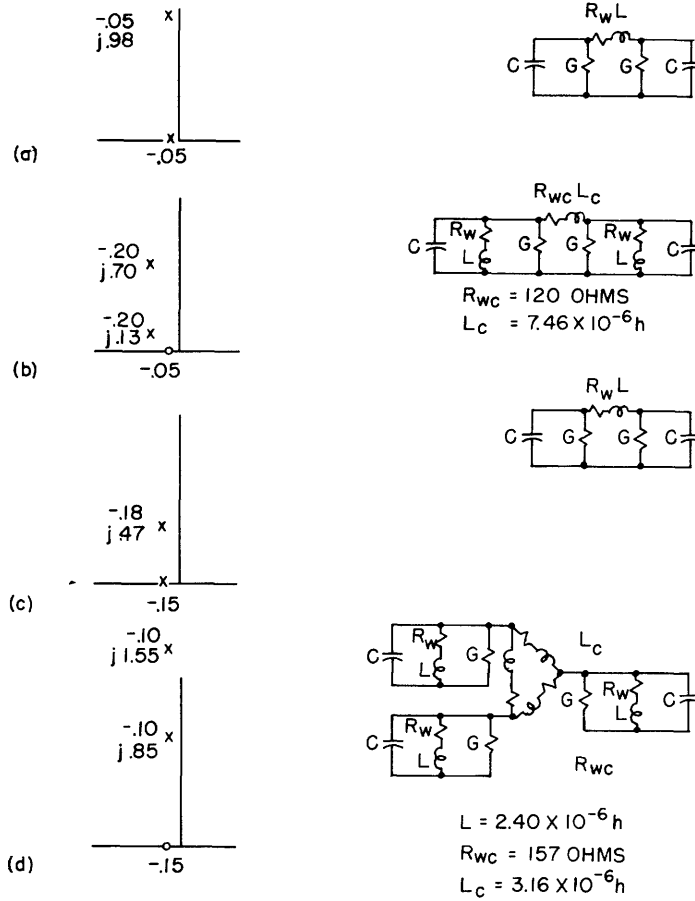 -.05
j.98
-.05
(a)
R_W L
C G G C
-.20
j.70
-.20
j.13
-.05
(b)
R_WC L_C
C R_W L G G R_W L C
R_WC = 120 OHMS
L_C = 7.46 X 10^-6 h
-.18
j.47
-.15
(c)
R_W L
C G G C
-.10
j1.55
-.10
j.85
-.15
(d)
C R_W L G
L_C
C R_W L G
G R_W L C
R_WC
L = 2.40 X 10^-6 h
R_WC = 157 OHMS
L_C = 3.16 X 10^-6 h